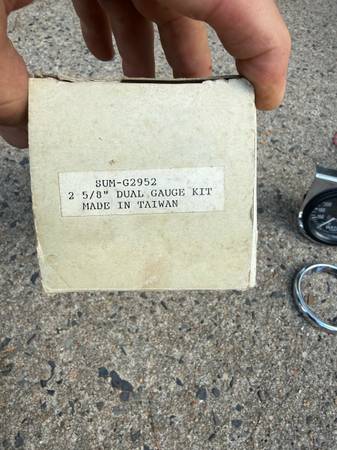 SUM-G2952
2 5/8" DUAL GAUGE KIT
MADE IN TAIWAN